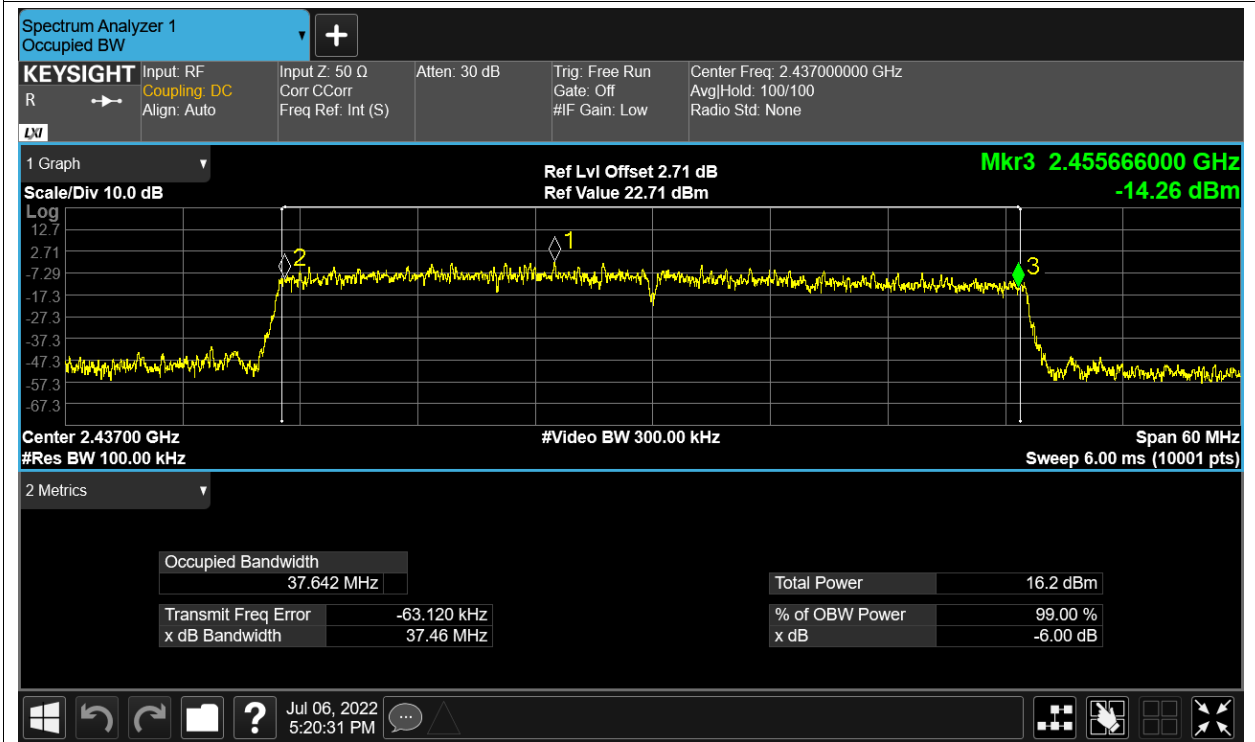 Spectrum Analyzer 1
Occupied BW
KEYSIGHT
R
LXI
Input: RF
Coupling: DC
Align: Auto
Input Z: 50 Ω
Corr CCorr
Freq Ref: Int (S)
Atten: 30 dB
Trig: Free Run
Gate: Off
#IF Gain: Low
Center Freq: 2.437000000 GHz
Avg|Hold: 100/100
Radio Std: None
1 Graph
Scale/Div 10.0 dB
Ref Lvl Offset 2.71 dB
Ref Value 22.71 dBm
Mkr3 2.455666000 GHz
-14.26 dBm
Log
12.7
2.71
-7.29
-17.3
-27.3
-37.3
-47.3
-57.3
-67.3
1
2
3
Center 2.43700 GHz
#Res BW 100.00 kHz
#Video BW 300.00 kHz
Span 60 MHz
Sweep 6.00 ms (10001 pts)
2 Metrics
Occupied Bandwidth
37.642 MHz
Transmit Freq Error -63.120 kHz
x dB Bandwidth 37.46 MHz
Total Power 16.2 dBm
% of OBW Power 99.00 %
x dB -6.00 dB
?
Jul 06, 2022
5:20:31 PM